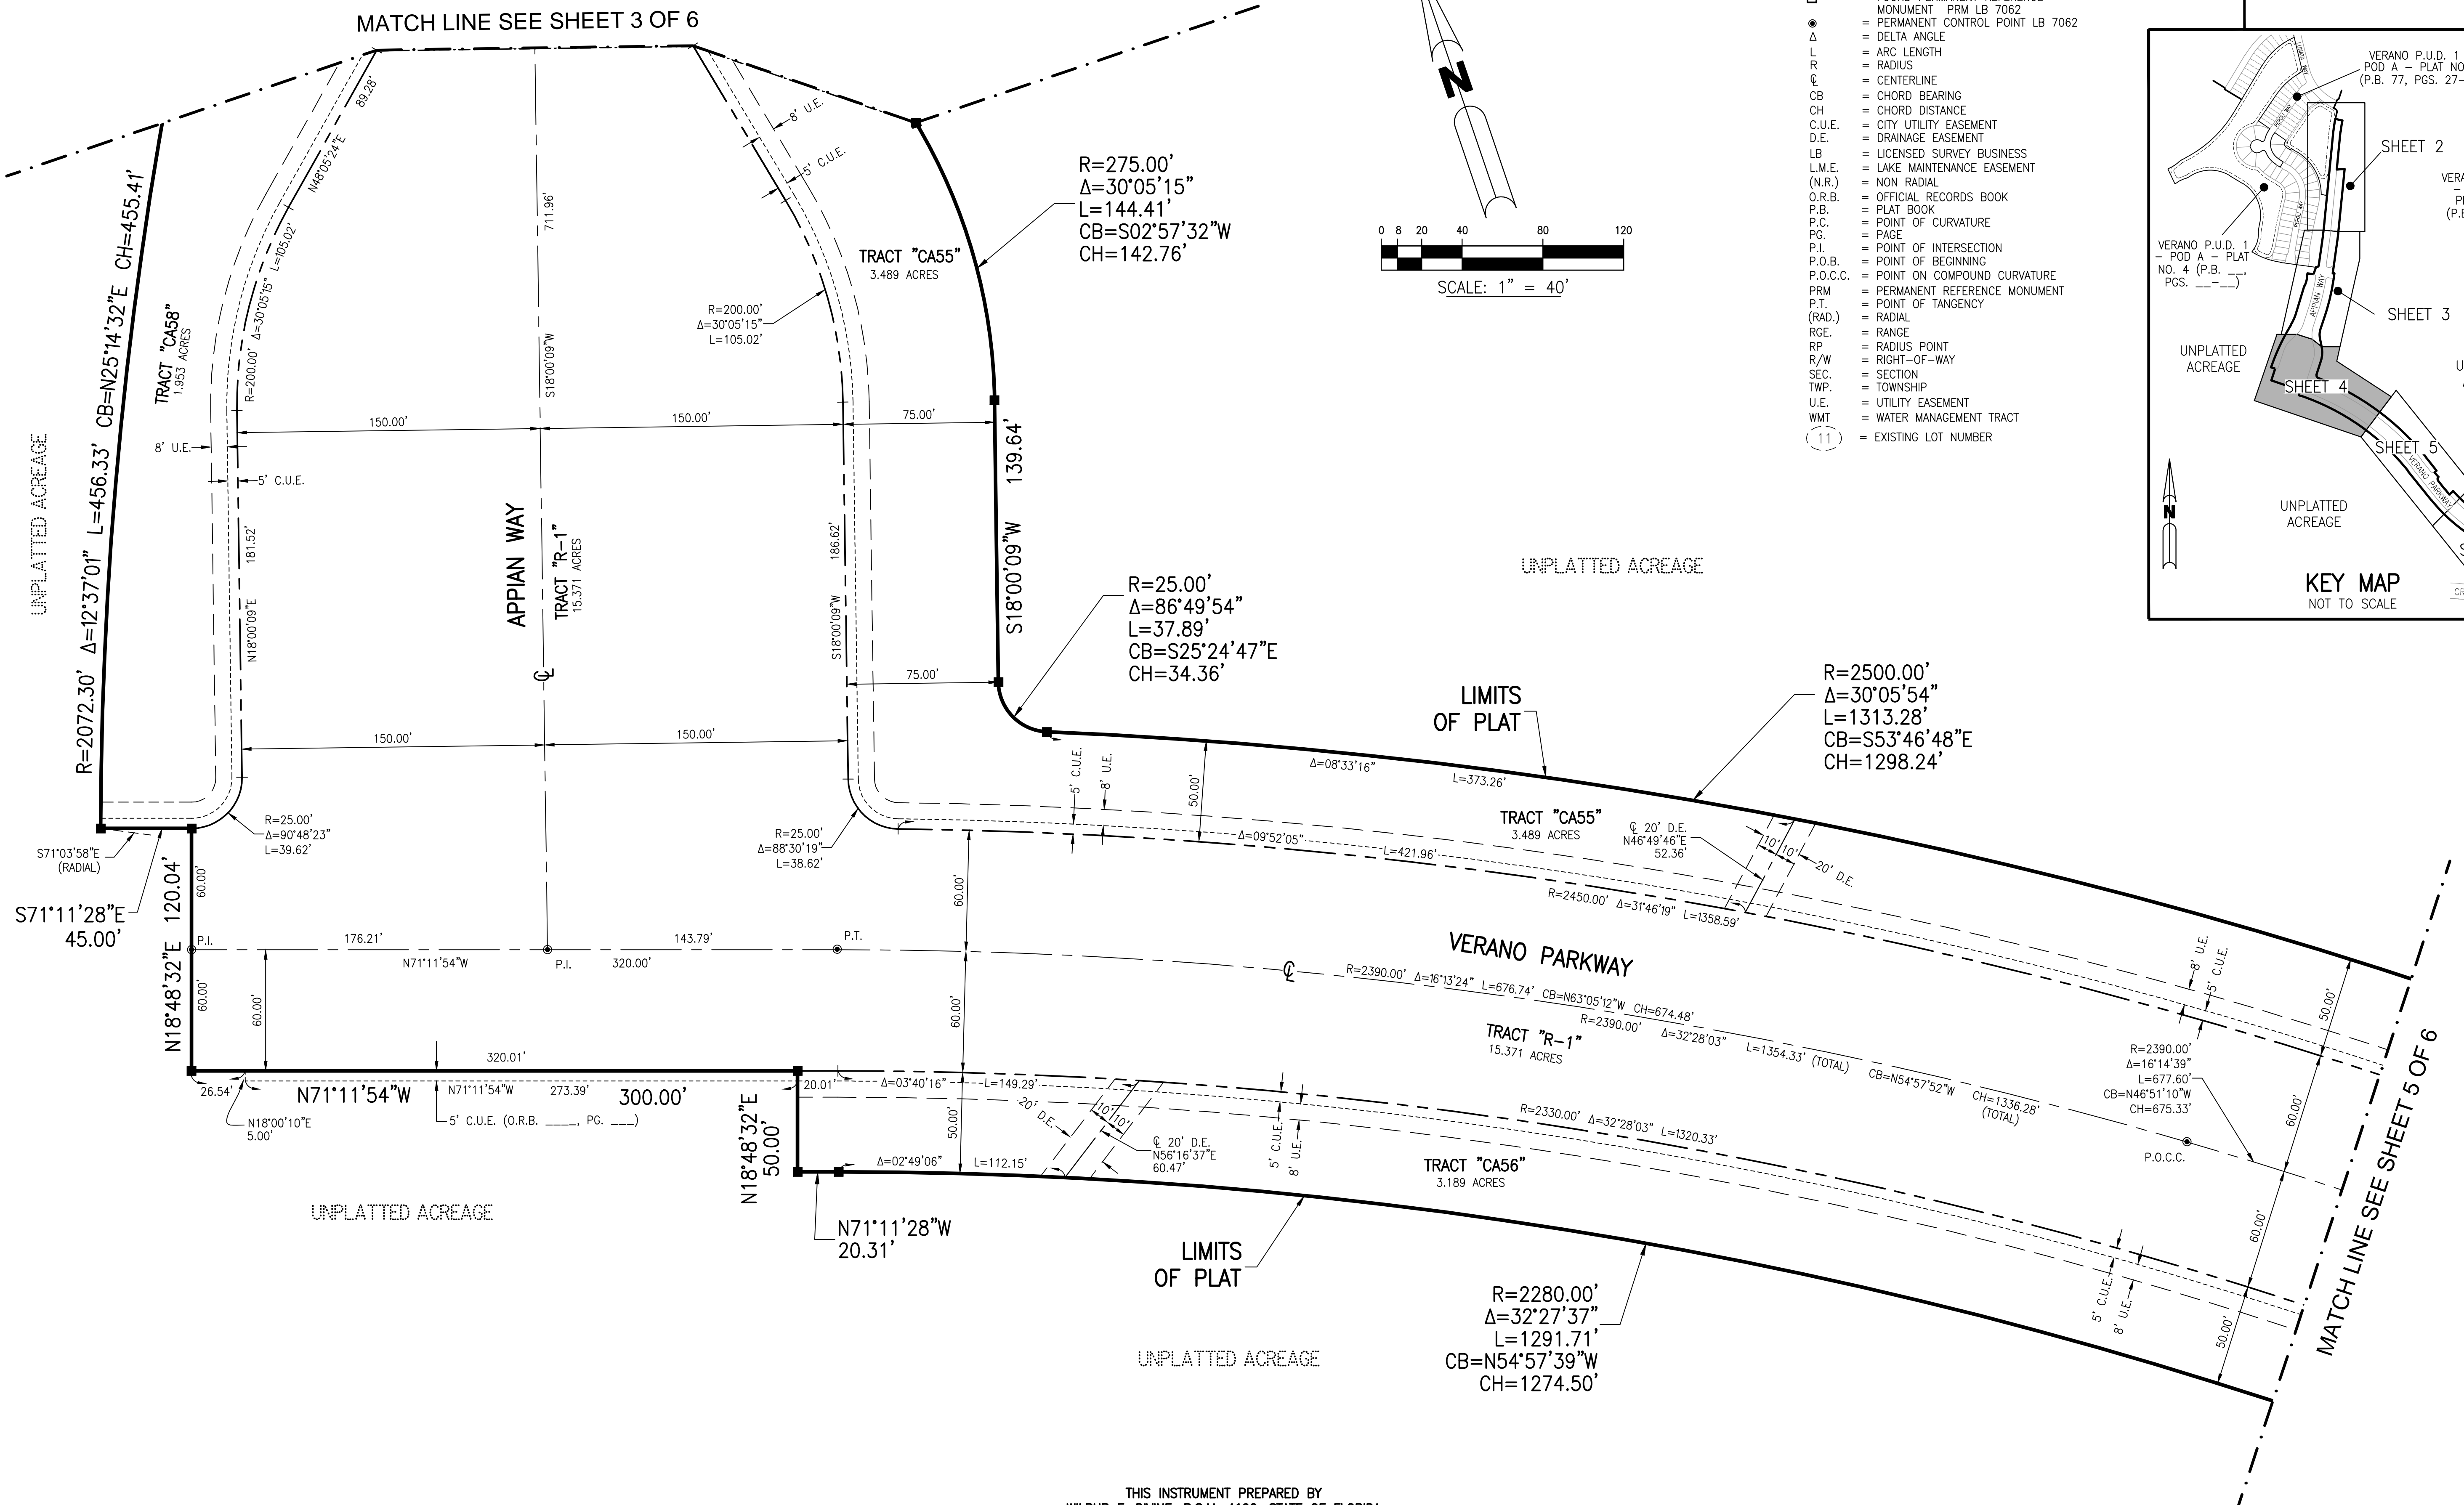 MATCH LINE SEE SHEET 3 OF 6
89.28'
N48°05'24"E
R=200.00' Δ=30°05'15" L=105.02'
R=2072.30' Δ=12°37'01" L=456.33' CB=N25°14'32"E CH=455.41'
TRACT "CA58"
1.953 ACRES
UNPLATTED ACREAGE
8' U.E.
5' C.U.E.
181.52'
N18°00'09"E
711.96'
S18°00'09"W
8' U.E.
5' C.U.E.
TRACT "CA55"
3.489 ACRES
R=200.00'
Δ=30°05'15"
L=105.02'
150.00'
150.00'
75.00'
APPIAN WAY
TRACT "R-1"
15.371 ACRES
186.62'
S18°00'09"W
75.00'
150.00'
150.00'
R=275.00'
Δ=30°05'15"
L=144.41'
CB=S02°57'32"W
CH=142.76'
S18°00'09"W 139.64'
R=25.00'
Δ=86°49'54"
L=37.89'
CB=S25°24'47"E
CH=34.36'
N
0 8 20 40 80 120
SCALE: 1" = 40'
MONUMENT PRM LB 7062
= PERMANENT CONTROL POINT LB 7062
Δ = DELTA ANGLE
L = ARC LENGTH
R = RADIUS
℄ = CENTERLINE
CB = CHORD BEARING
CH = CHORD DISTANCE
C.U.E. = CITY UTILITY EASEMENT
D.E. = DRAINAGE EASEMENT
LB = LICENSED SURVEY BUSINESS
L.M.E. = LAKE MAINTENANCE EASEMENT
(N.R.) = NON RADIAL
O.R.B. = OFFICIAL RECORDS BOOK
P.B. = PLAT BOOK
P.C. = POINT OF CURVATURE
PG. = PAGE
P.I. = POINT OF INTERSECTION
P.O.B. = POINT OF BEGINNING
P.O.C.C. = POINT ON COMPOUND CURVATURE
PRM = PERMANENT REFERENCE MONUMENT
P.T. = POINT OF TANGENCY
(RAD.) = RADIAL
RGE. = RANGE
RP = RADIUS POINT
R/W = RIGHT-OF-WAY
SEC. = SECTION
TWP. = TOWNSHIP
U.E. = UTILITY EASEMENT
WMT = WATER MANAGEMENT TRACT
(11) = EXISTING LOT NUMBER
VERANO P.U.D. 1
POD A - PLAT NO
(P.B. 77, PGS. 27-
SHEET 2
VERANO P.U.D. 1
- POD A - PLAT
NO. 4 (P.B. __,
PGS. __-__)
APPIAN WAY
SHEET 3
UNPLATTED
ACREAGE
SHEET 4
SHEET 5
VERANO PARKWAY
UNPLATTED
ACREAGE
N
KEY MAP
NOT TO SCALE
UNPLATTED ACREAGE
LIMITS
OF PLAT
R=2500.00'
Δ=30°05'54"
L=1313.28'
CB=S53°46'48"E
CH=1298.24'
℄
R=25.00'
Δ=90°48'23"
L=39.62'
S71°03'58"E
(RADIAL)
S71°11'28"E
45.00'
R=25.00'
Δ=88°30'19"
L=38.62'
5' C.U.E.
8' U.E.
50.00'
Δ=08°33'16" L=373.26'
TRACT "CA55"
3.489 ACRES
Δ=09°52'05" L=421.96'
℄ 20' D.E.
N46°49'46"E
52.36'
10' 10'
20' D.E.
R=2450.00' Δ=31°46'19" L=1358.59'
N18°48'32"E 120.04'
60.00'
60.00'
P.I.
176.21'
N71°11'54"W
P.I.
143.79'
320.00'
P.T.
60.00'
60.00'
60.00'
VERANO PARKWAY
℄
R=2390.00' Δ=16°13'24" L=676.74' CB=N63°05'12"W CH=674.48'
R=2390.00' Δ=32°28'03" L=1354.33' (TOTAL) CB=N54°57'52"W CH=1336.28'
(TOTAL)
TRACT "R-1"
15.371 ACRES
8' U.E.
5' C.U.E.
50.00'
60.00'
60.00'
50.00'
R=2390.00'
Δ=16°14'39"
L=677.60'
CB=N46°51'10"W
CH=675.33'
P.O.C.C.
MATCH LINE SEE SHEET 5 OF 6
320.01'
26.54'
N71°11'54"W
N71°11'54"W 273.39'
300.00'
N18°00'10"E
5.00'
5' C.U.E. (O.R.B. ____, PG. ___)
20.01'
Δ=03°40'16" L=149.29'
N18°48'32"E
50.00'
50.00'
Δ=02°49'06" L=112.15'
20' D.E.
10' 10'
℄ 20' D.E.
N56°16'37"E
60.47'
5' C.U.E.
8' U.E.
R=2330.00' Δ=32°28'03" L=1320.33'
TRACT "CA56"
3.189 ACRES
5' C.U.E.
8' U.E.
N71°11'28"W
20.31'
UNPLATTED ACREAGE
LIMITS
OF PLAT
UNPLATTED ACREAGE
R=2280.00'
Δ=32°27'37"
L=1291.71'
CB=N54°57'39"W
CH=1274.50'
THIS INSTRUMENT PREPARED BY